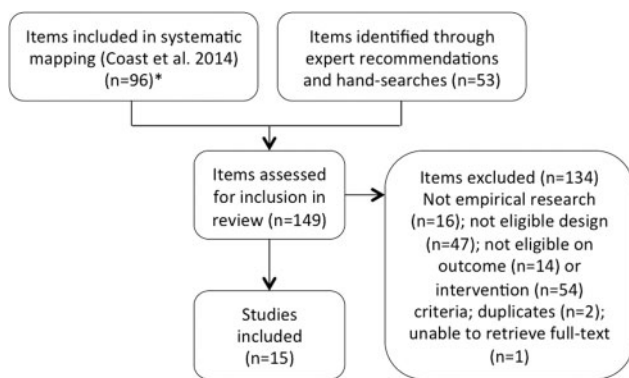 Items included in systematic
mapping (Coast et al. 2014)
(n=96)*
Items identified through
expert recommendations
and hand-searches (n=53)
Items assessed
for inclusion in
review (n=149)
Items excluded (n=134)
Not empirical research
(n=16); not eligible design
(n=47); not eligible on
outcome (n=14) or
intervention (n=54)
criteria; duplicates (n=2);
unable to retrieve full-text
(n=1)
Studies
included
(n=15)